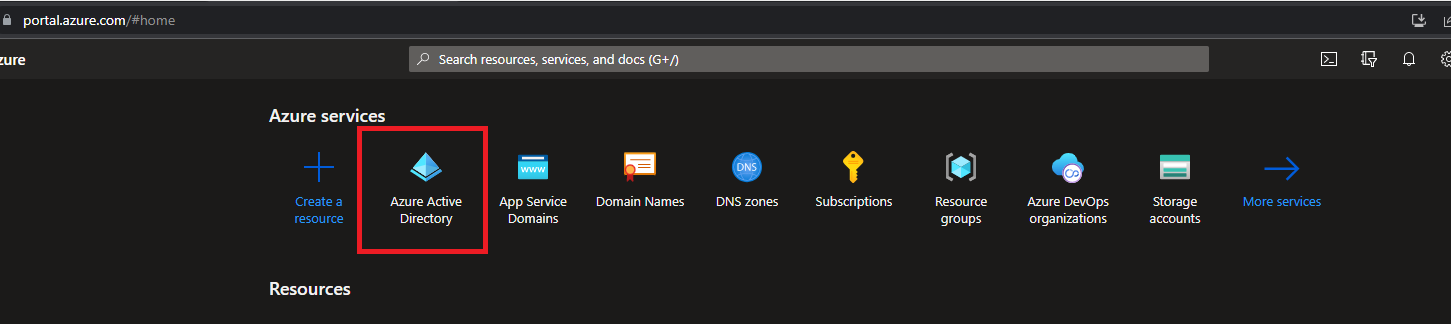 portal.azure.com/#home
zure
Search resources, services, and docs (G+/)
Azure services
Create a
resource
Azure Active
Directory
WWW
App Service
Domains
Domain Names
DNS
DNS zones
Subscriptions
Resource
groups
Azure DevOps
organizations
Storage
accounts
More services
Resources